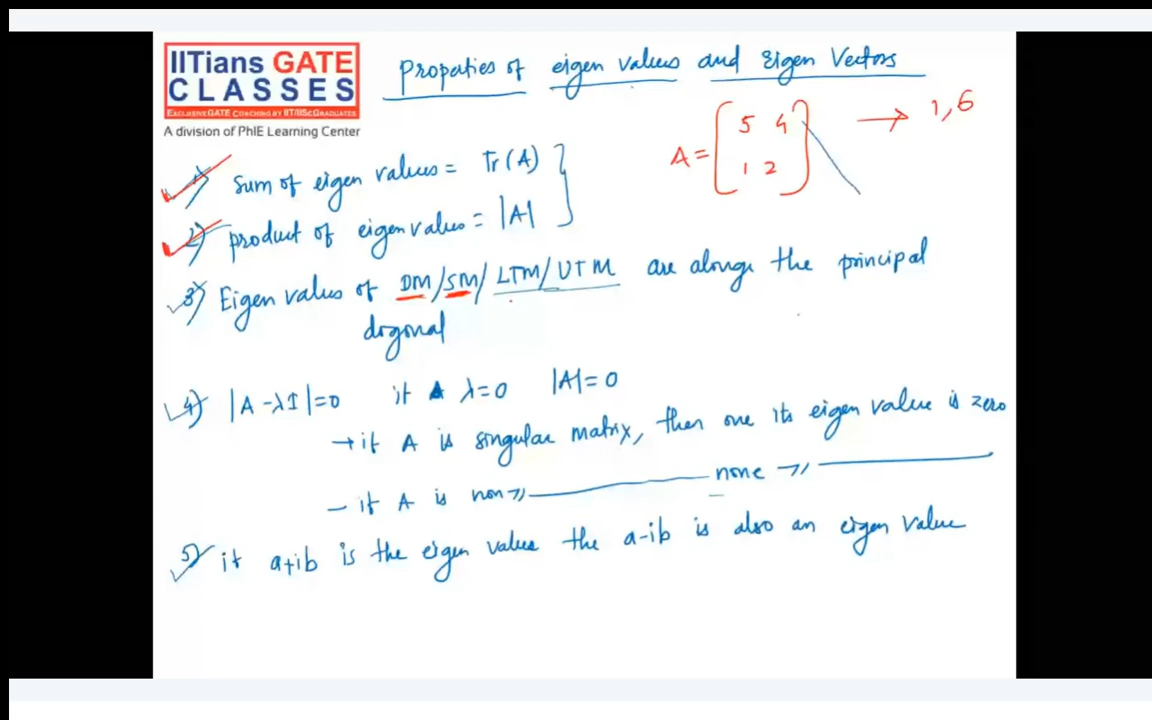 IITians GATE
CLASSES
EXCLUSIVE GATE COACHING BY IIT/IISc GRADUATES
A division of PhIE Learning Center
Properties of eigen values and Eigen Vectors
A = [ 5 4
1 2 ] → 1, 6
1) Sum of eigen values = Tr(A)
2) product of eigen values = |A|
3) Eigen values of DM/SM/LTM/UTM are alonge the principal
diogonal
4) |A - λI| = 0 if λ = 0 |A| = 0
→ if A is singular matrix, then one its eigen value is zero
- if A is non〃 ——— none 〃 ———
5) if a+ib is the eigen value the a-ib is also an eigen value